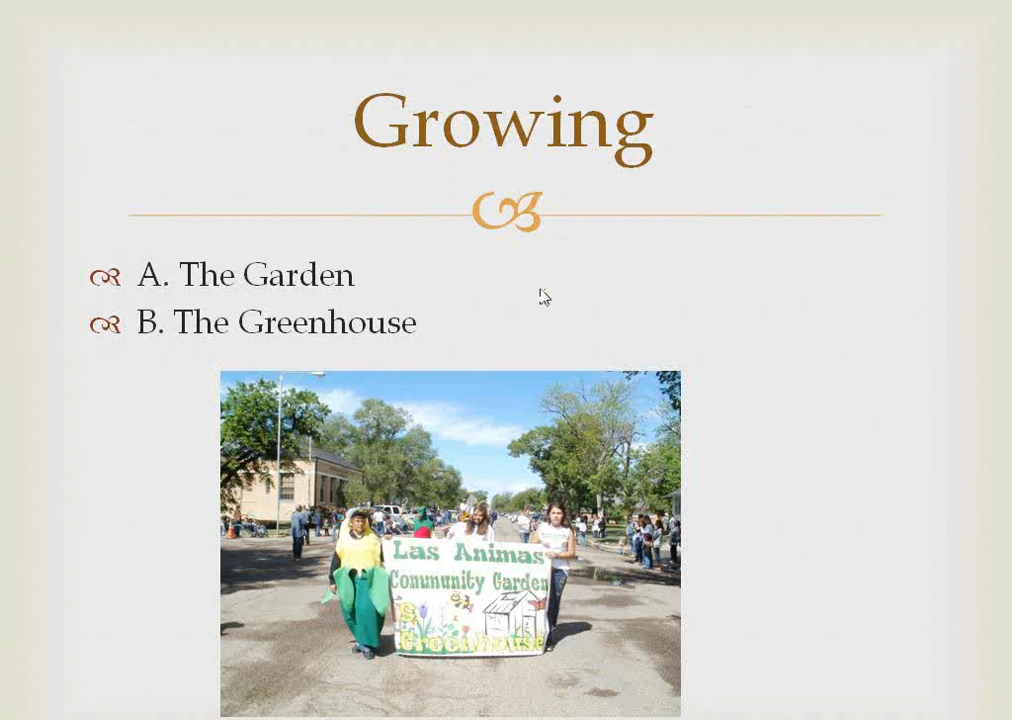 Growing
A. The Garden
B. The Greenhouse
Las Animas
Community Garden
&
Greenhouse